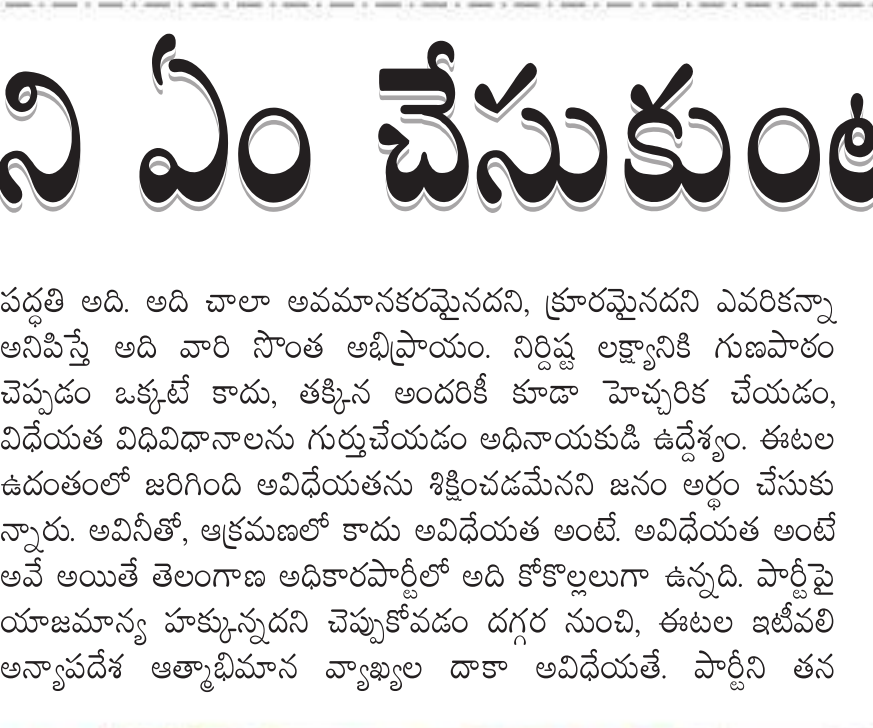 ని ఏం చేసుకుంట
పద్ధతి అది. అది చాలా అవమానకరమైనదని, క్రూరమైనదని ఎవరికన్నా
అనిపిస్తే అది వారి సొంత అభిప్రాయం. నిర్దిష్ట లక్ష్యానికి గుణపాఠం
చెప్పడం ఒక్కటే కాదు, తక్కిన అందరికీ కూడా హెచ్చరిక చేయడం,
విధేయత విధివిధానాలను గుర్తుచేయడం అధినాయకుడి ఉద్దేశ్యం. ఈటల
ఉదంతంలో జరిగింది అవిధేయతను శిక్షించడమేనని జనం అర్థం చేసుకు
న్నారు. అవినీతో, ఆక్రమణలో కాదు అవిధేయత అంటే. అవిధేయత అంటే
అవే అయితే తెలంగాణ అధికారపార్టీలో అది కోకొల్లలుగా ఉన్నది. పార్టీపై
యాజమాన్య హక్కున్నదని చెప్పుకోవడం దగ్గర నుంచి, ఈటల ఇటీవలి
అన్యాపదేశ ఆత్మాభిమాన వ్యాఖ్యల దాకా అవిధేయతే. పార్టీని తన